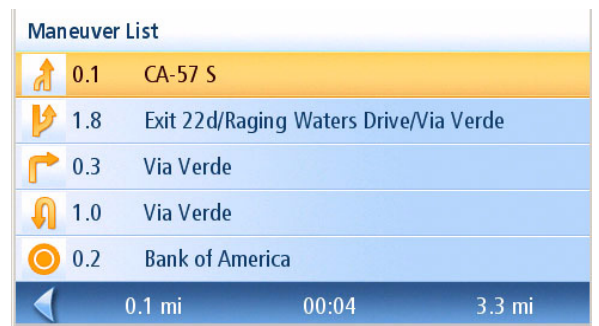 Maneuver List
0.1 CA-57 S
1.8 Exit 22d/Raging Waters Drive/Via Verde
0.3 Via Verde
1.0 Via Verde
0.2 Bank of America
0.1 mi 00:04 3.3 mi